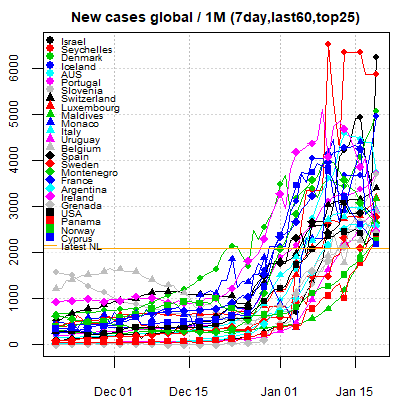 New cases global / 1M (7day,last60,top25)
Israel
Seychelles
Denmark
Iceland
AUS
Portugal
Slovenia
Switzerland
Luxembourg
Maldives
Monaco
Italy
Uruguay
Belgium
Spain
Sweden
Montenegro
France
Argentina
Ireland
Grenada
USA
Panama
Norway
Cyprus
latest NL
0
1000
2000
3000
4000
5000
6000
Dec 01
Dec 15
Jan 01
Jan 15